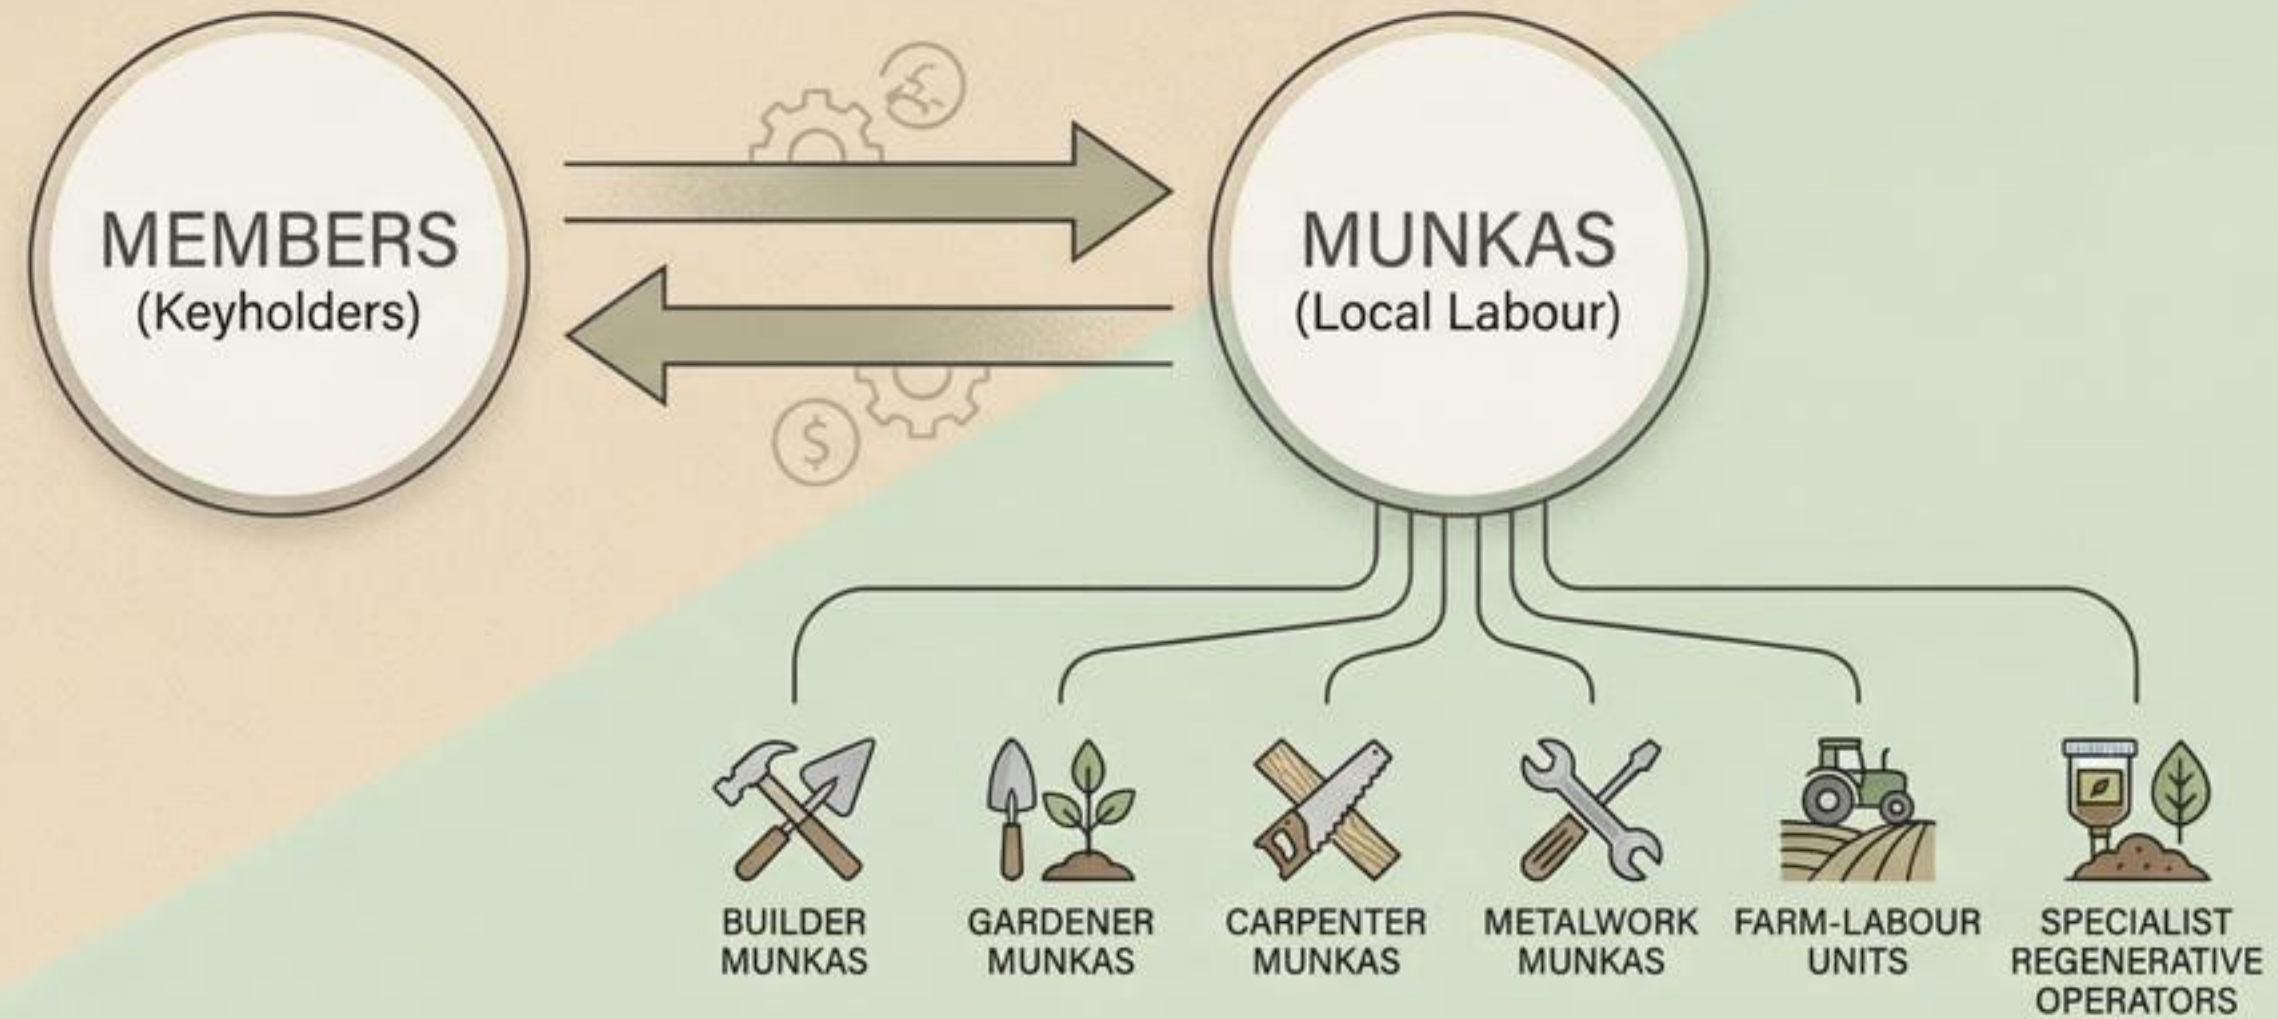 MEMBERS
(Keyholders)
MUNKAS
(Local Labour)
$
BUILDER
MUNKAS
GARDENER
MUNKAS
CARPENTER
MUNKAS
METALWORK
MUNKAS
FARM-LABOUR
UNITS
SPECIALIST
REGENERATIVE
OPERATORS